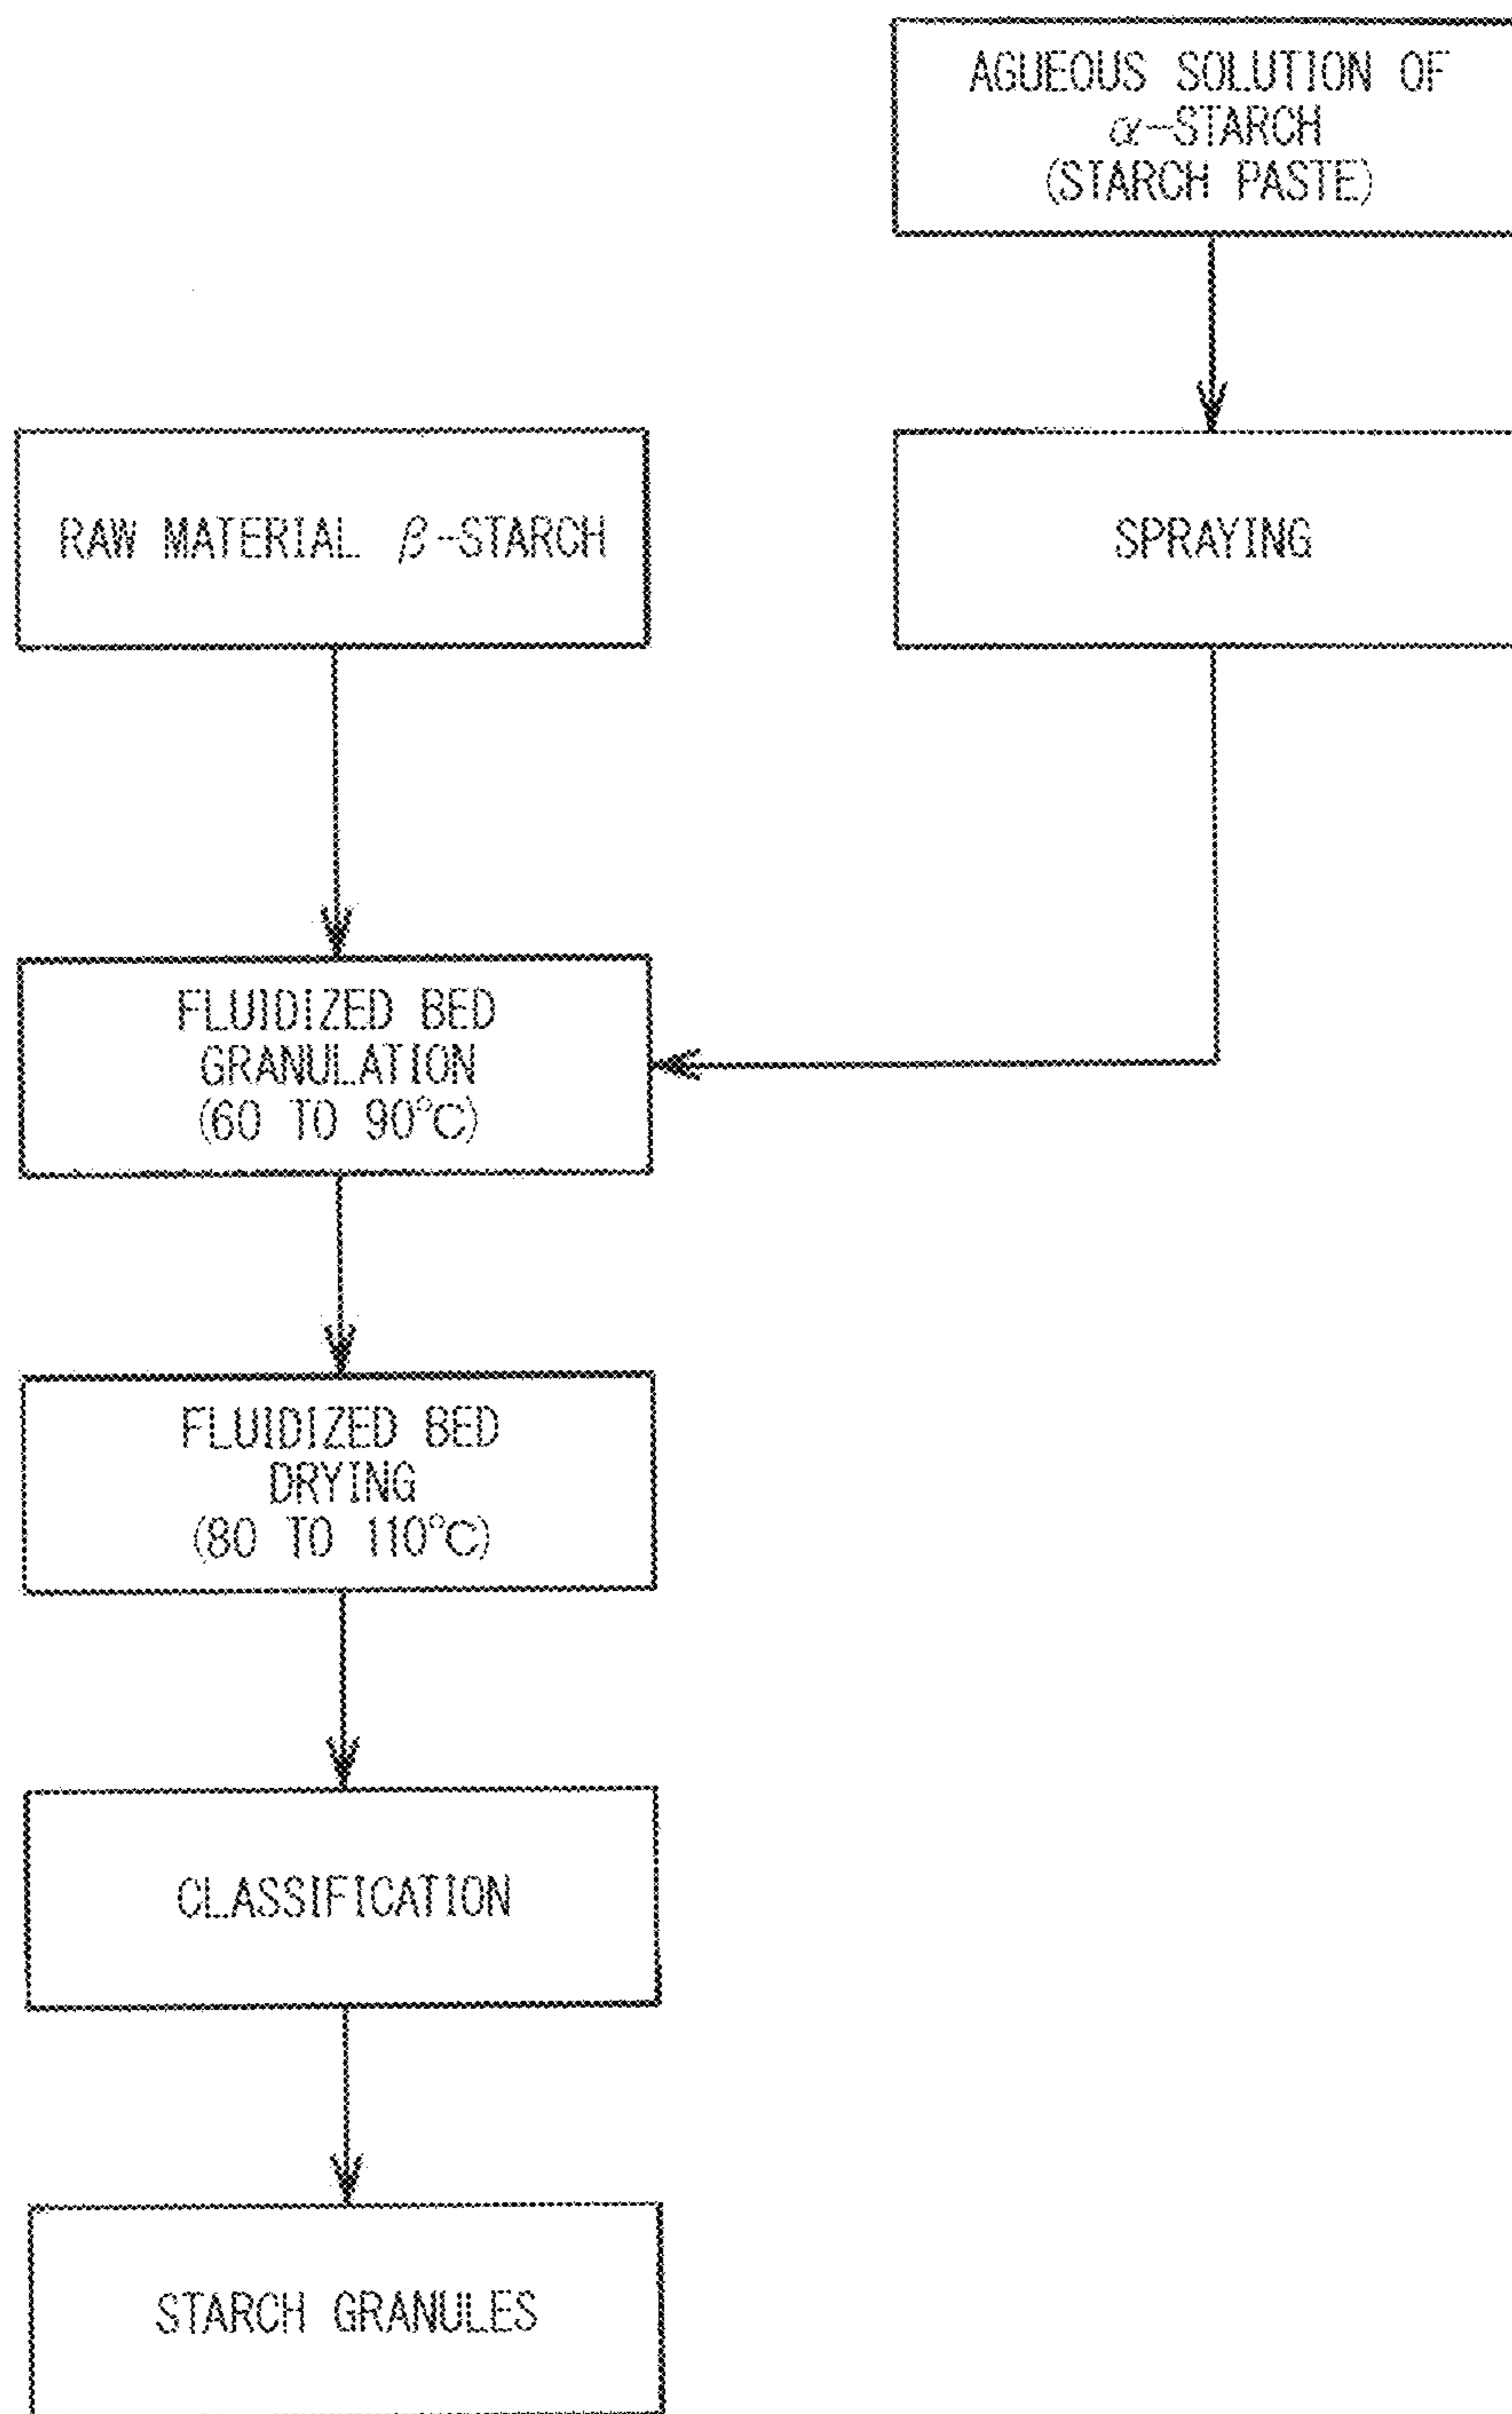 AGUEOUS SOLUTION OF
α-STARCH
(STARCH PASTE)
RAW MATERIAL β-STARCH
SPRAYING
FLUIDIZED BED
GRANULATION
(60 TO 90°C)
FLUIDIZED BED
DRYING
(80 TO 110°C)
CLASSIFICATION
STARCH GRANULES